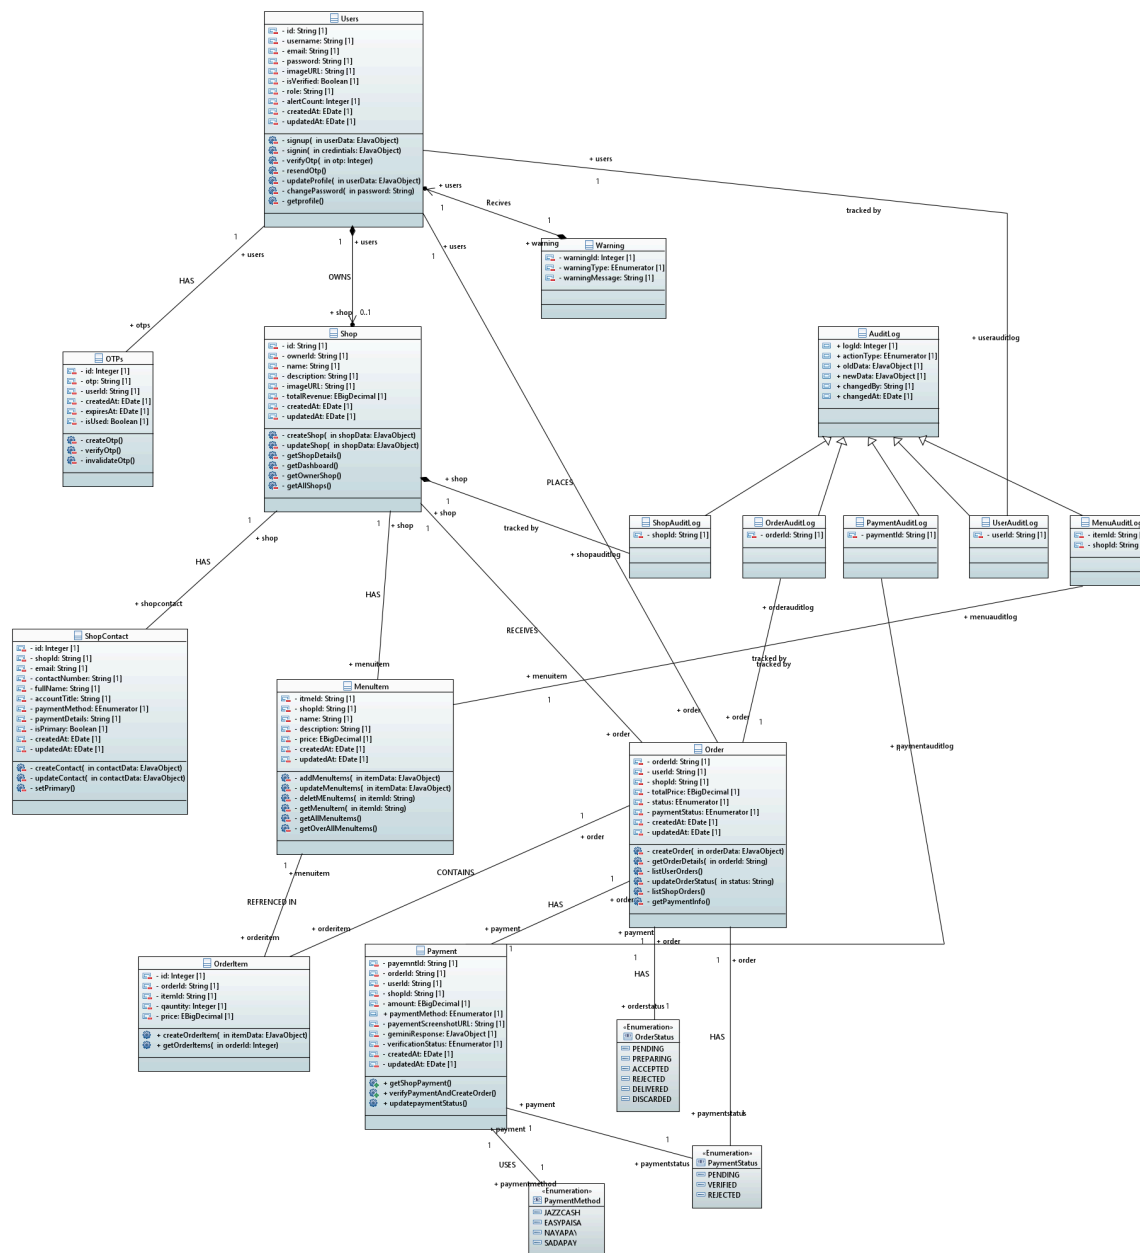 Users
- id: String [1]
- username: String [1]
- email: String [1]
- password: String [1]
- imageURL: String [1]
- isVerified: Boolean [1]
- role: String [1]
- alertCount: Integer [1]
- createdAt: EDate [1]
- updatedAt: EDate [1]
- signup( in userData: EJavaObject)
- signin( in credintials: EJavaObject)
- verifyOtp( in otp: Integer)
- resendOtp()
- updateProfile( in userData: EJavaObject)
- changePassword( in password: String)
- getprofile()
+ users
1
tracked by
+ userauditlog
+ users
1
Recives
1
+ warning
Warning
- warningId: Integer [1]
- warningType: EEnumerator [1]
- warningMessage: String [1]
1
+ users
HAS
+ otps
1
+ users
OWNS
+ shop
0..1
+ users
1
PLACES
+ order
OTPs
- id: Integer [1]
- otp: String [1]
- userId: String [1]
- createdAt: EDate [1]
- expiresAt: EDate [1]
- isUsed: Boolean [1]
- createOtp()
- verifyOtp()
- invalidateOtp()
Shop
- id: String [1]
- ownerId: String [1]
- name: String [1]
- description: String [1]
- imageURL: String [1]
- totalRevenue: EBigDecimal [1]
- createdAt: EDate [1]
- updatedAt: EDate [1]
- createShop( in shopData: EJavaObject)
- updateShop( in shopData: EJavaObject)
- getShopDetails()
- getDashboard()
- getOwnerShop()
- getAllShops()
AuditLog
+ logId: Integer [1]
+ actionType: EEnumerator [1]
+ oldData: EJavaObject [1]
+ newData: EJavaObject [1]
+ changedBy: String [1]
+ changedAt: EDate [1]
+ shop
1
tracked by
+ shopauditlog
ShopAuditLog
- shopId: String [1]
OrderAuditLog
- orderId: String [1]
PaymentAuditLog
- paymentId: String [1]
UserAuditLog
- userId: String [1]
MenuAuditLog
- itemId: String [1]
- shopId: String [1]
1
+ shop
HAS
+ shopcontact
1
+ shop
HAS
+ menuitem
+ shop
1
RECEIVES
+ order
+ orderauditlog
tracked by
+ order
1
+ menuauditlog
tracked by
+ menuitem
1
+ paymentauditlog
ShopContact
- id: Integer [1]
- shopId: String [1]
- email: String [1]
- contactNumber: String [1]
- fullName: String [1]
- accountTitle: String [1]
- paymentMethod: EEnumerator [1]
- paymentDetails: String [1]
- isPrimary: Boolean [1]
- createdAt: EDate [1]
- updatedAt: EDate [1]
- createContact( in contactData: EJavaObject)
- updateContact( in contactData: EJavaObject)
- setPrimary()
MenuItem
- itmeId: String [1]
- shopId: String [1]
- name: String [1]
- description: String [1]
- price: EBigDecimal [1]
- createdAt: EDate [1]
- updatedAt: EDate [1]
- addMenuItems( in itemData: EJavaObject)
- updateMenuItems( in itemData: EJavaObject)
- deletMEnuItems( in itemId: String)
- getMenuItem( in itemId: String)
- getAllMenuItems()
- getOverAllMenuItems()
Order
- orderId: String [1]
- userId: String [1]
- shopId: String [1]
- totalPrice: EBigDecimal [1]
- status: EEnumerator [1]
- paymentStatus: EEnumerator [1]
- createdAt: EDate [1]
- updatedAt: EDate [1]
- createOrder( in orderData: EJavaObject)
- getOrderDetails( in orderId: String)
- listUserOrders()
- updateOrderStatus( in status: String)
- listShopOrders()
- getPaymentInfo()
1
+ menuitem
REFRENCED IN
+ orderitem
1
+ order
CONTAINS
+ orderitem
1
+ order
HAS
+ payment
+ payment
1
OrderItem
- id: Integer [1]
- orderId: String [1]
- itemId: String [1]
- qauntity: Integer [1]
- price: EBigDecimal [1]
+ createOrderItem( in itemData: EJavaObject)
+ getOrderItems( in orderId: Integer)
Payment
- payemntId: String [1]
- orderId: String [1]
- userId: String [1]
- shopId: String [1]
- amount: EBigDecimal [1]
+ paymentMethod: EEnumerator [1]
- payementScreenshotURL: String [1]
- geminiResponse: EJavaObject [1]
- verificationStatus: EEnumerator [1]
- createdAt: EDate [1]
- updatedAt: EDate [1]
+ getShopPayment()
+ verifyPaymentAndCreateOrder()
+ updatepaymentStatus()
1
+ order
1
HAS
+ orderstatus
1
1
+ order
HAS
+ paymentstatus
«Enumeration»
OrderStatus
PENDING
PREPARING
ACCEPTED
REJECTED
DELIVERED
DISCARDED
+ payment
1
1
+ paymentstatus
«Enumeration»
PaymentStatus
PENDING
VERIFIED
REJECTED
+ payment
1
USES
1
+ paymentmethod
«Enumeration»
PaymentMethod
JAZZCASH
EASYPAISA
NAYAPAY
SADAPAY